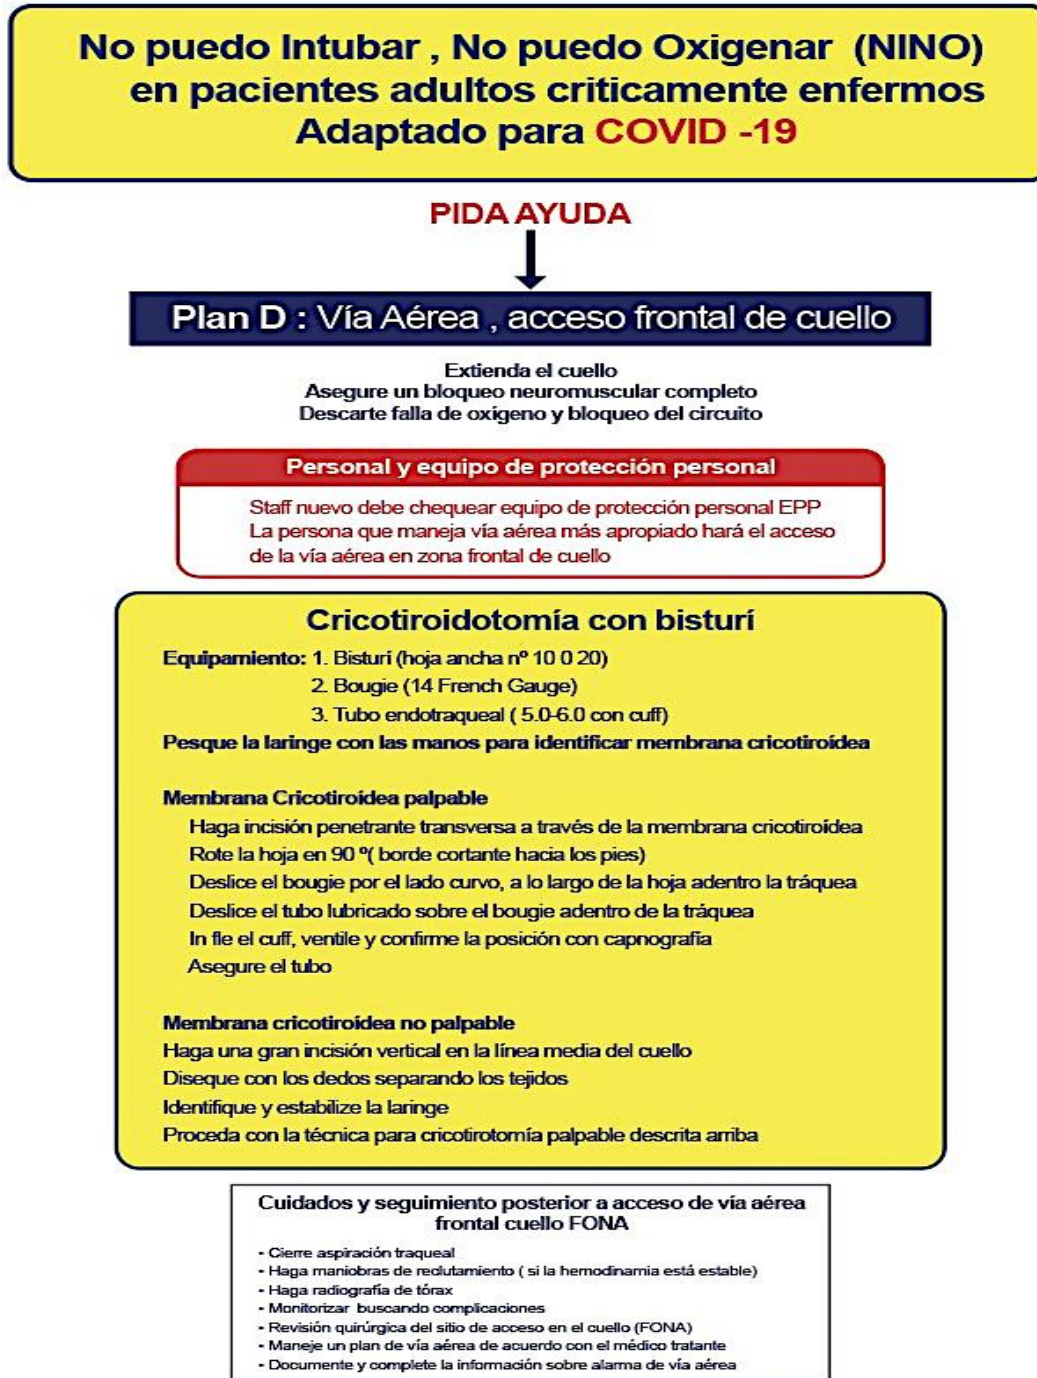 No puedo Intubar , No puedo Oxigenar (NINO)
en pacientes adultos criticamente enfermos
Adaptado para COVID -19
PIDA AYUDA
Plan D : Vía Aérea , acceso frontal de cuello
Extienda el cuello
Asegure un bloqueo neuromuscular completo
Descarte falla de oxígeno y bloqueo del circuito
Personal y equipo de protección personal
Staff nuevo debe chequear equipo de protección personal EPP
La persona que maneja vía aérea más apropiado hará el acceso
de la vía aérea en zona frontal de cuello
Cricotiroidotomía con bisturí
Equipamiento: 1. Bisturí (hoja ancha nº 10 0 20)
2. Bougie (14 French Gauge)
3. Tubo endotraqueal ( 5.0-6.0 con cuff)
Pesque la laringe con las manos para identificar membrana cricotiroídea
Membrana Cricotiroídea palpable
Haga incisión penetrante transversa a través de la membrana cricotiroídea
Rote la hoja en 90 º( borde cortante hacia los pies)
Deslice el bougie por el lado curvo, a lo largo de la hoja adentro la tráquea
Deslice el tubo lubricado sobre el bougie adentro de la tráquea
In fle el cuff, ventile y confirme la posición con capnografía
Asegure el tubo
Membrana cricotiroídea no palpable
Haga una gran incisión vertical en la línea media del cuello
Diseque con los dedos separando los tejidos
Identifique y estabilize la laringe
Proceda con la técnica para cricotirotomía palpable descrita arriba
Cuidados y seguimiento posterior a acceso de vía aérea
frontal cuello FONA
- Cierre aspiración traqueal
- Haga maniobras de reclutamiento ( si la hemodinamia está estable)
- Haga radiografía de tórax
- Monitorizar buscando complicaciones
- Revisión quirúrgica del sitio de acceso en el cuello (FONA)
- Maneje un plan de vía aérea de acuerdo con el médico tratante
- Documente y complete la información sobre alarma de vía aérea